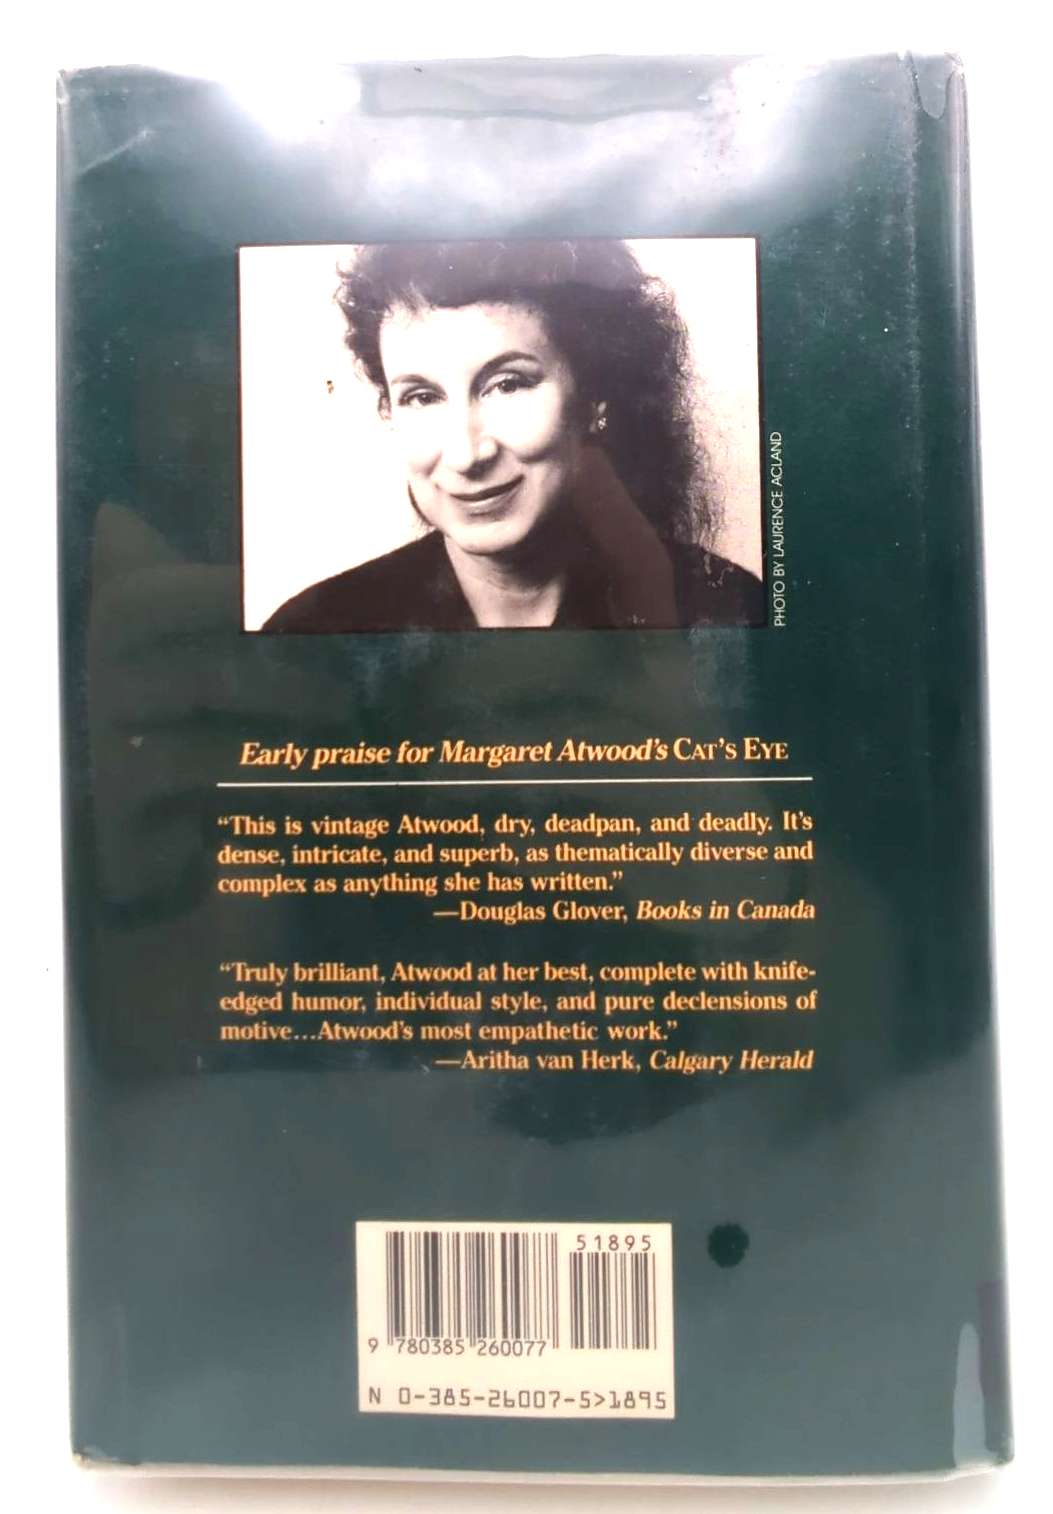 PHOTO BY LAURENCE ACLAND
Early praise for Margaret Atwood's CAT'S EYE
“This is vintage Atwood, dry, deadpan, and deadly. It's
dense, intricate, and superb, as thematically diverse and
complex as anything she has written.”
—Douglas Glover, Books in Canada
“Truly brilliant, Atwood at her best, complete with knife-
edged humor, individual style, and pure declensions of
motive...Atwood's most empathetic work.”
—Aritha van Herk, Calgary Herald
51895
9 780385 260077
N 0-385-26007-5>1895